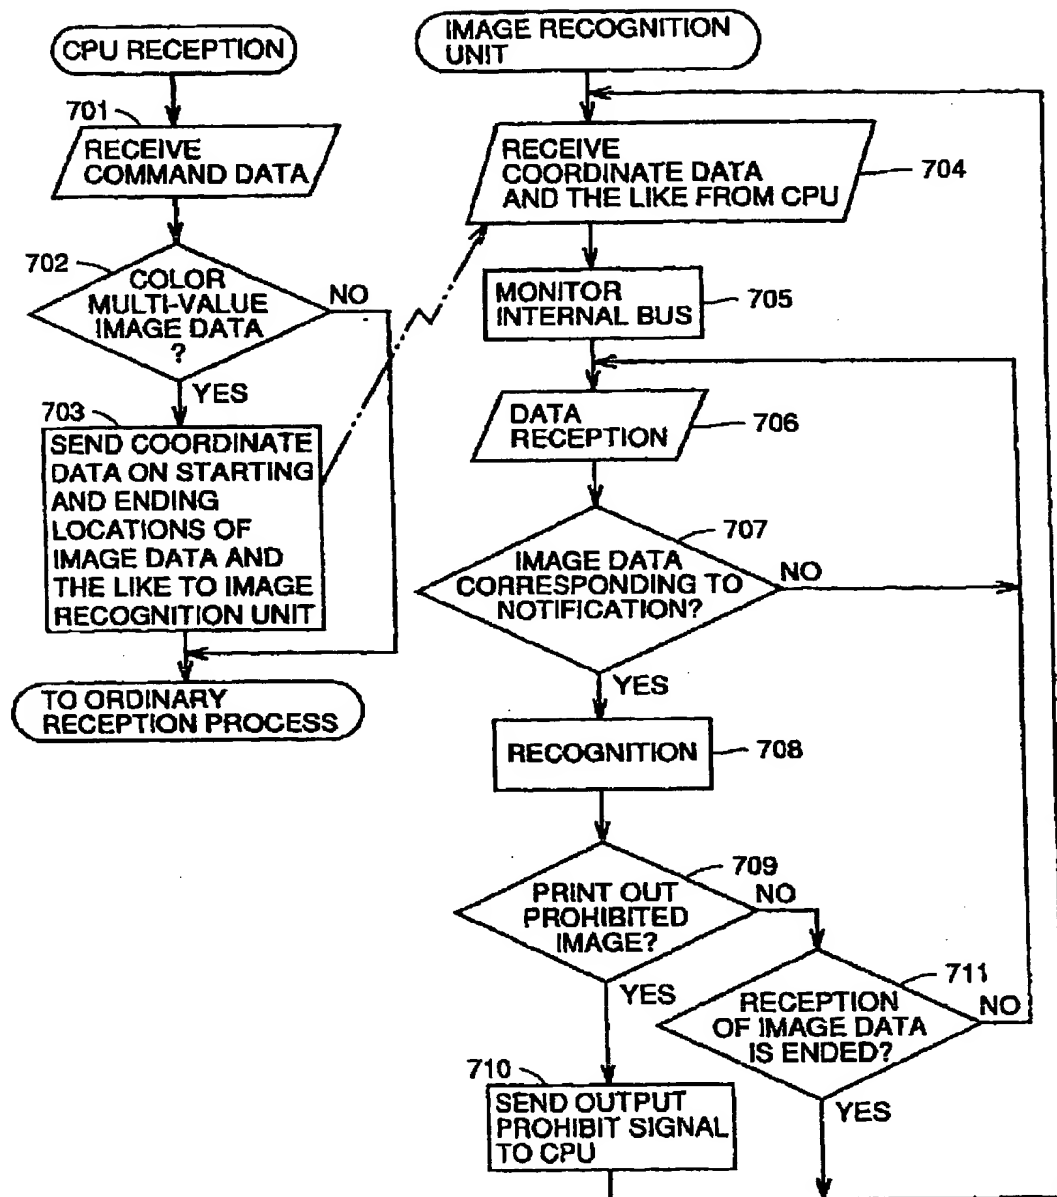 CPU RECEPTION
701
RECEIVE
COMMAND DATA
702
COLOR
MULTI-VALUE
IMAGE DATA
?
NO
YES
703
SEND COORDINATE
DATA ON STARTING
AND ENDING
LOCATIONS OF
IMAGE DATA AND
THE LIKE TO IMAGE
RECOGNITION UNIT
TO ORDINARY
RECEPTION PROCESS
IMAGE RECOGNITION
UNIT
RECEIVE
COORDINATE DATA
AND THE LIKE FROM CPU
704
MONITOR
INTERNAL BUS
705
DATA
RECEPTION
706
707
IMAGE DATA
CORRESPONDING TO
NOTIFICATION?
NO
YES
RECOGNITION
708
709
PRINT OUT
PROHIBITED
IMAGE?
NO
YES
711
RECEPTION
OF IMAGE DATA
IS ENDED?
NO
YES
710
SEND OUTPUT
PROHIBIT SIGNAL
TO CPU